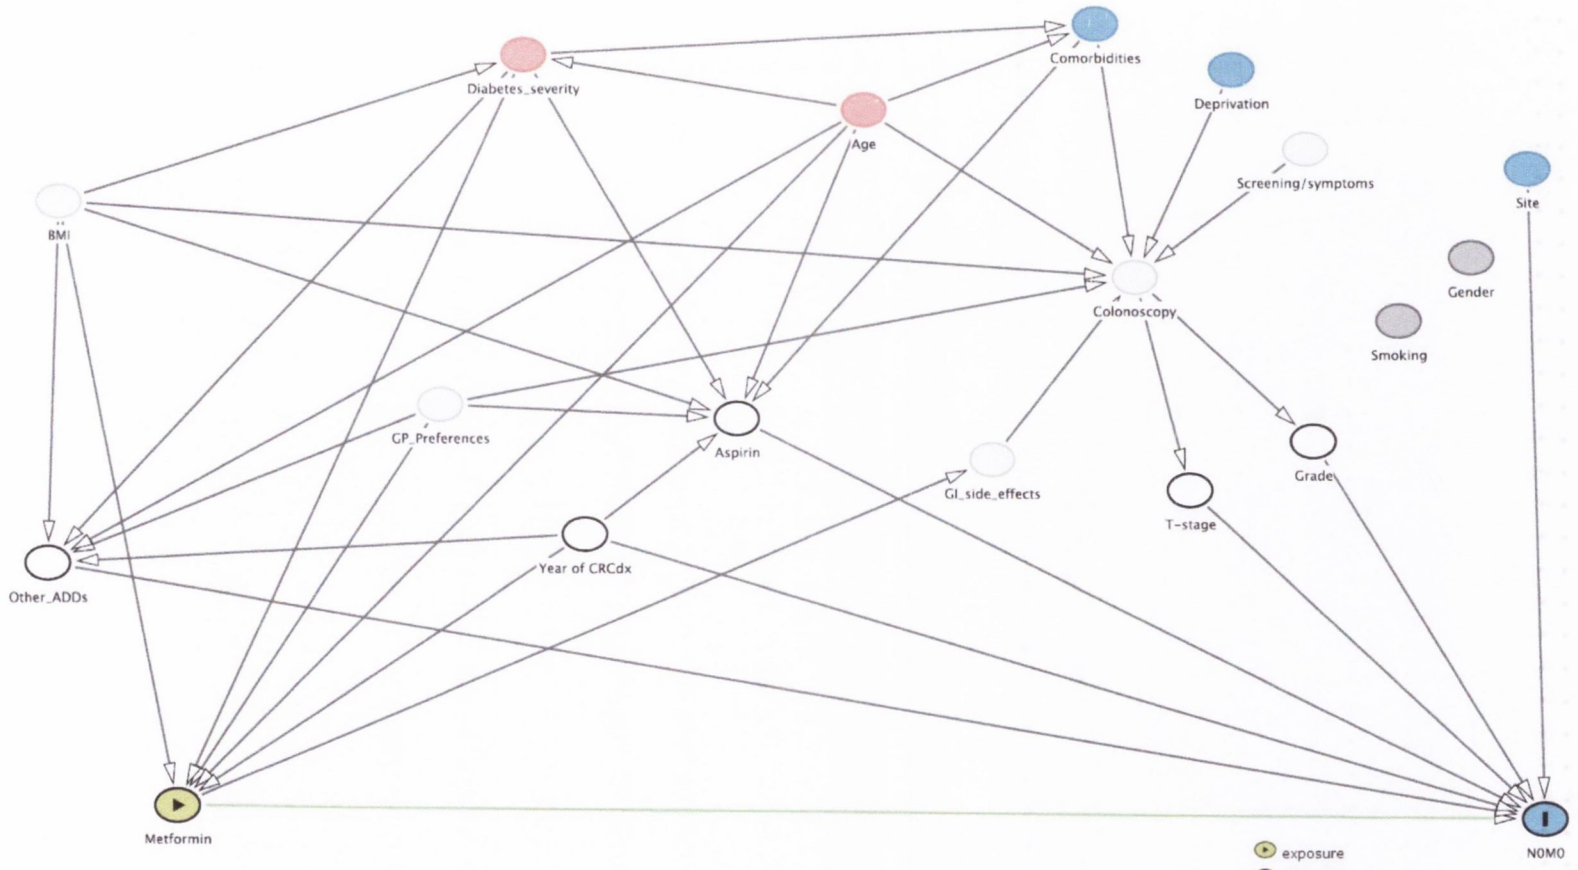 Comorbidities
Diabetes_severity
Deprivation
Age
Screening/symptoms
Site
BMI
Gender
Colonoscopy
Smoking
GP_Preferences
Aspirin
Grade
GI_side_effects
T-stage
Year of CRCdx
Other_ADDs
Metformin
exposure
N0M0